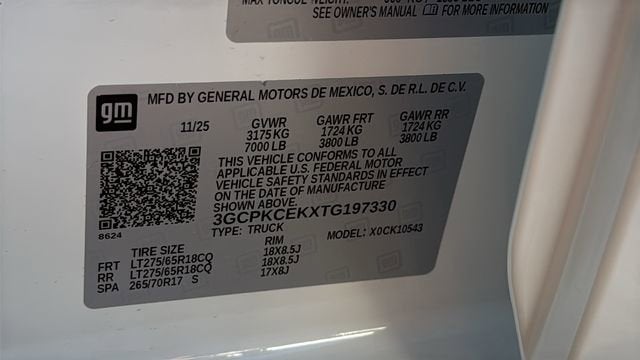 MAX TONGUE WEIGHT:
SEE OWNER'S MANUAL FOR MORE INFORMATION
gm
MFD BY GENERAL MOTORS DE MEXICO, S. DE R.L. DE C.V.
11/25 GVWR GAWR FRT GAWR RR
3175 KG 1724 KG 1724 KG
7000 LB 3800 LB 3800 LB
THIS VEHICLE CONFORMS TO ALL
APPLICABLE U.S. FEDERAL MOTOR
VEHICLE SAFETY STANDARDS IN EFFECT
ON THE DATE OF MANUFACTURE
SHOWN ABOVE.
3GCPKCEKXTG197330
8624 TYPE: TRUCK MODEL: X0CK10543
TIRE SIZE RIM
FRT LT275/65R18CQ 18X8.5J
RR LT275/65R18CQ 18X8.5J
SPA 265/70R17 S 17X8J